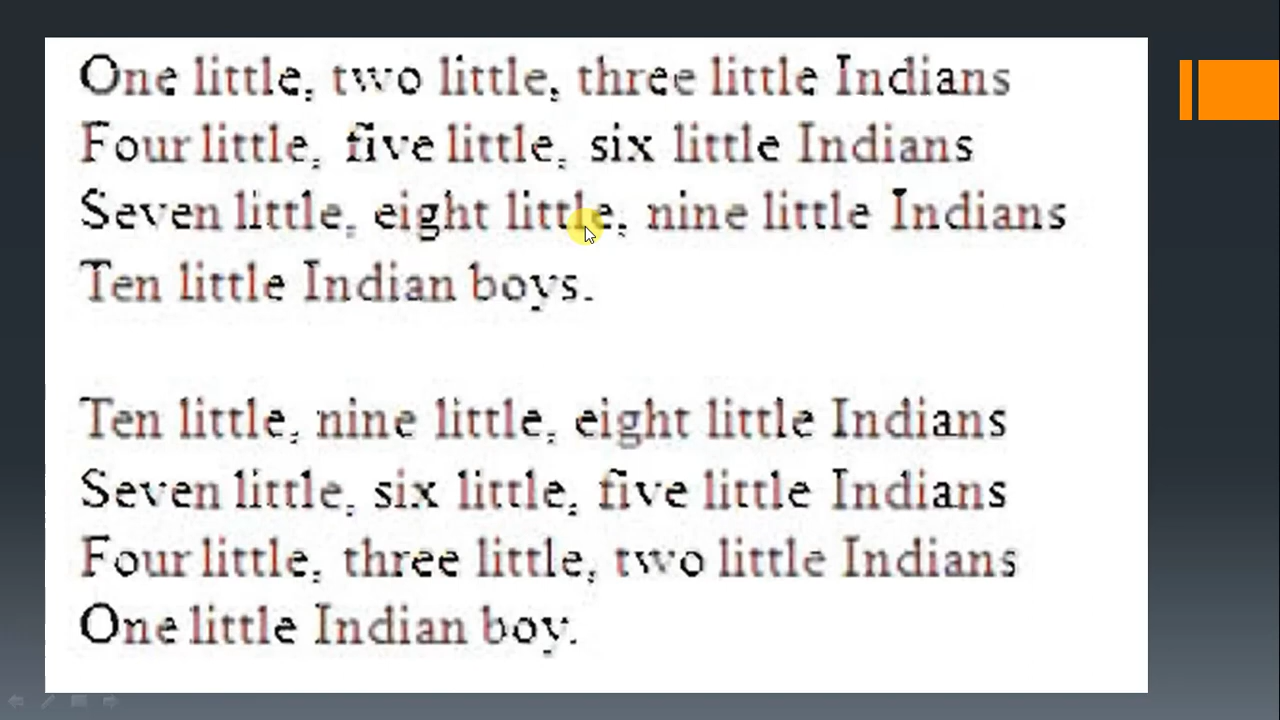 One little, two little, three little Indians
Four little, five little, six little Indians
Seven little, eight little, nine little Indians
Ten little Indian boys.
Ten little, nine little, eight little Indians
Seven little, six little, five little Indians
Four little, three little, two little Indians
One little Indian boy.